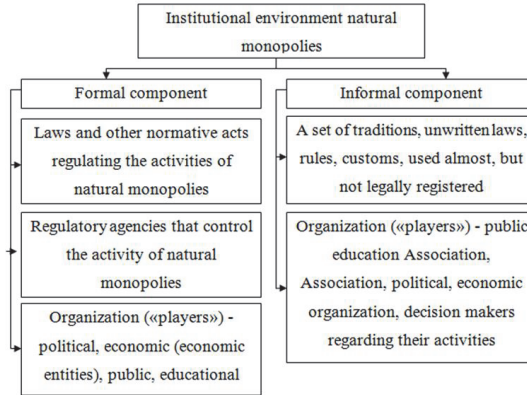 Institutional environment natural
monopolies
Formal component
Laws and other normative acts
regulating the activities of
natural monopolies
Regulatory agencies that control
the activity of natural
monopolies
Organization («players») -
political, economic (economic
entities), public, educational
Informal component
A set of traditions, unwritten laws,
rules, customs, used almost, but
not legally registered
Organization («players») - public
education Association,
Association, political, economic
organization, decision makers
regarding their activities